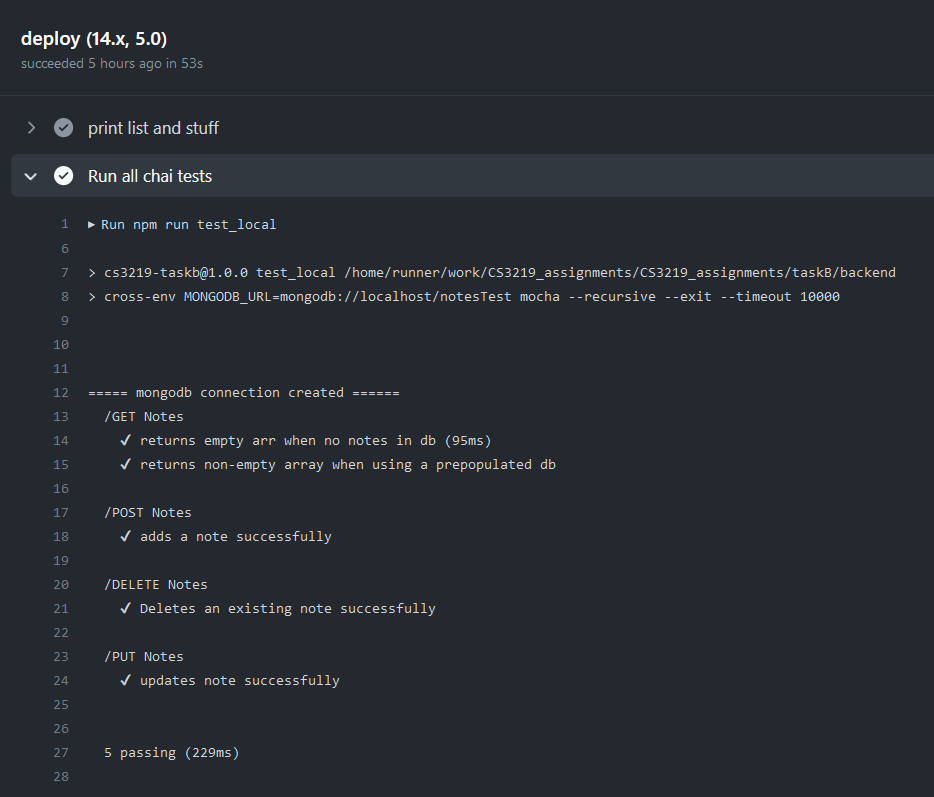 deploy (14.x, 5.0)
succeeded 5 hours ago in 53s
print list and stuff
Run all chai tests
1 ▶ Run npm run test_local
6
7 > cs3219-taskb@1.0.0 test_local /home/runner/work/CS3219_assignments/CS3219_assignments/taskB/backend
8 > cross-env MONGODB_URL=mongodb://localhost/notesTest mocha --recursive --exit --timeout 10000
9
10
11
12 ===== mongodb connection created ======
13 /GET Notes
14 ✓ returns empty arr when no notes in db (95ms)
15 ✓ returns non-empty array when using a prepopulated db
16
17 /POST Notes
18 ✓ adds a note successfully
19
20 /DELETE Notes
21 ✓ Deletes an existing note successfully
22
23 /PUT Notes
24 ✓ updates note successfully
25
26
27 5 passing (229ms)
28